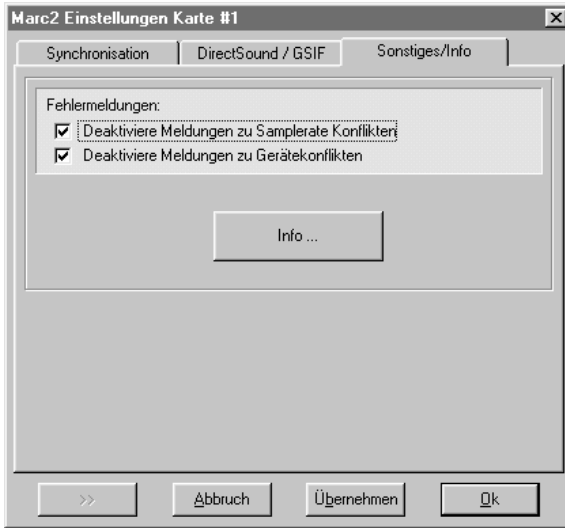 Marc2 Einstellungen Karte #1
Synchronisation
DirectSound / GSIF
Sonstiges/Info
Fehlermeldungen:
Deaktiviere Meldungen zu Samplerate Konflikten
Deaktiviere Meldungen zu Gerätekonflikten
Info ...
>>
Abbruch
Übernehmen
Ok